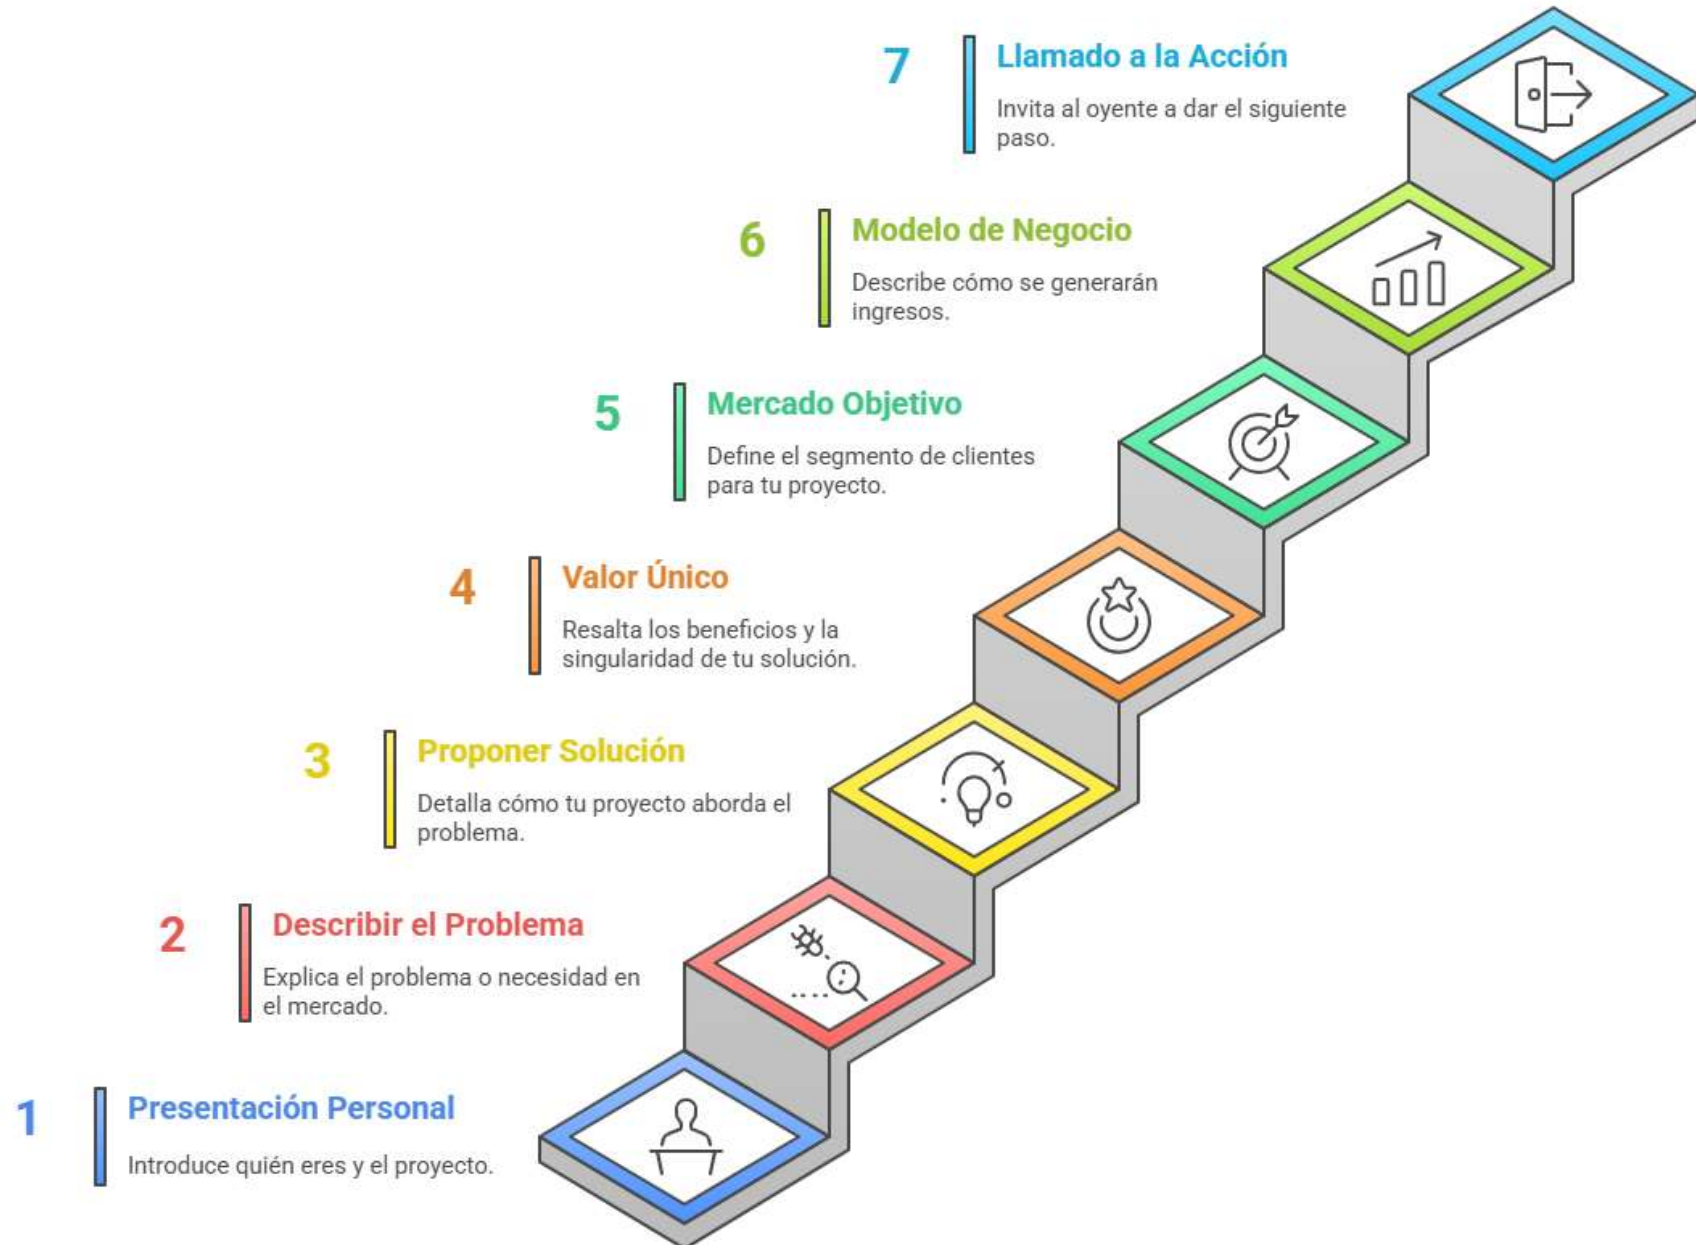 7
Llamado a la Acción
Invita al oyente a dar el siguiente
paso.
6
Modelo de Negocio
Describe cómo se generarán
ingresos.
5
Mercado Objetivo
Define el segmento de clientes
para tu proyecto.
4
Valor Único
Resalta los beneficios y la
singularidad de tu solución.
3
Proponer Solución
Detalla cómo tu proyecto aborda el
problema.
2
Describir el Problema
Explica el problema o necesidad en
el mercado.
1
Presentación Personal
Introduce quién eres y el proyecto.